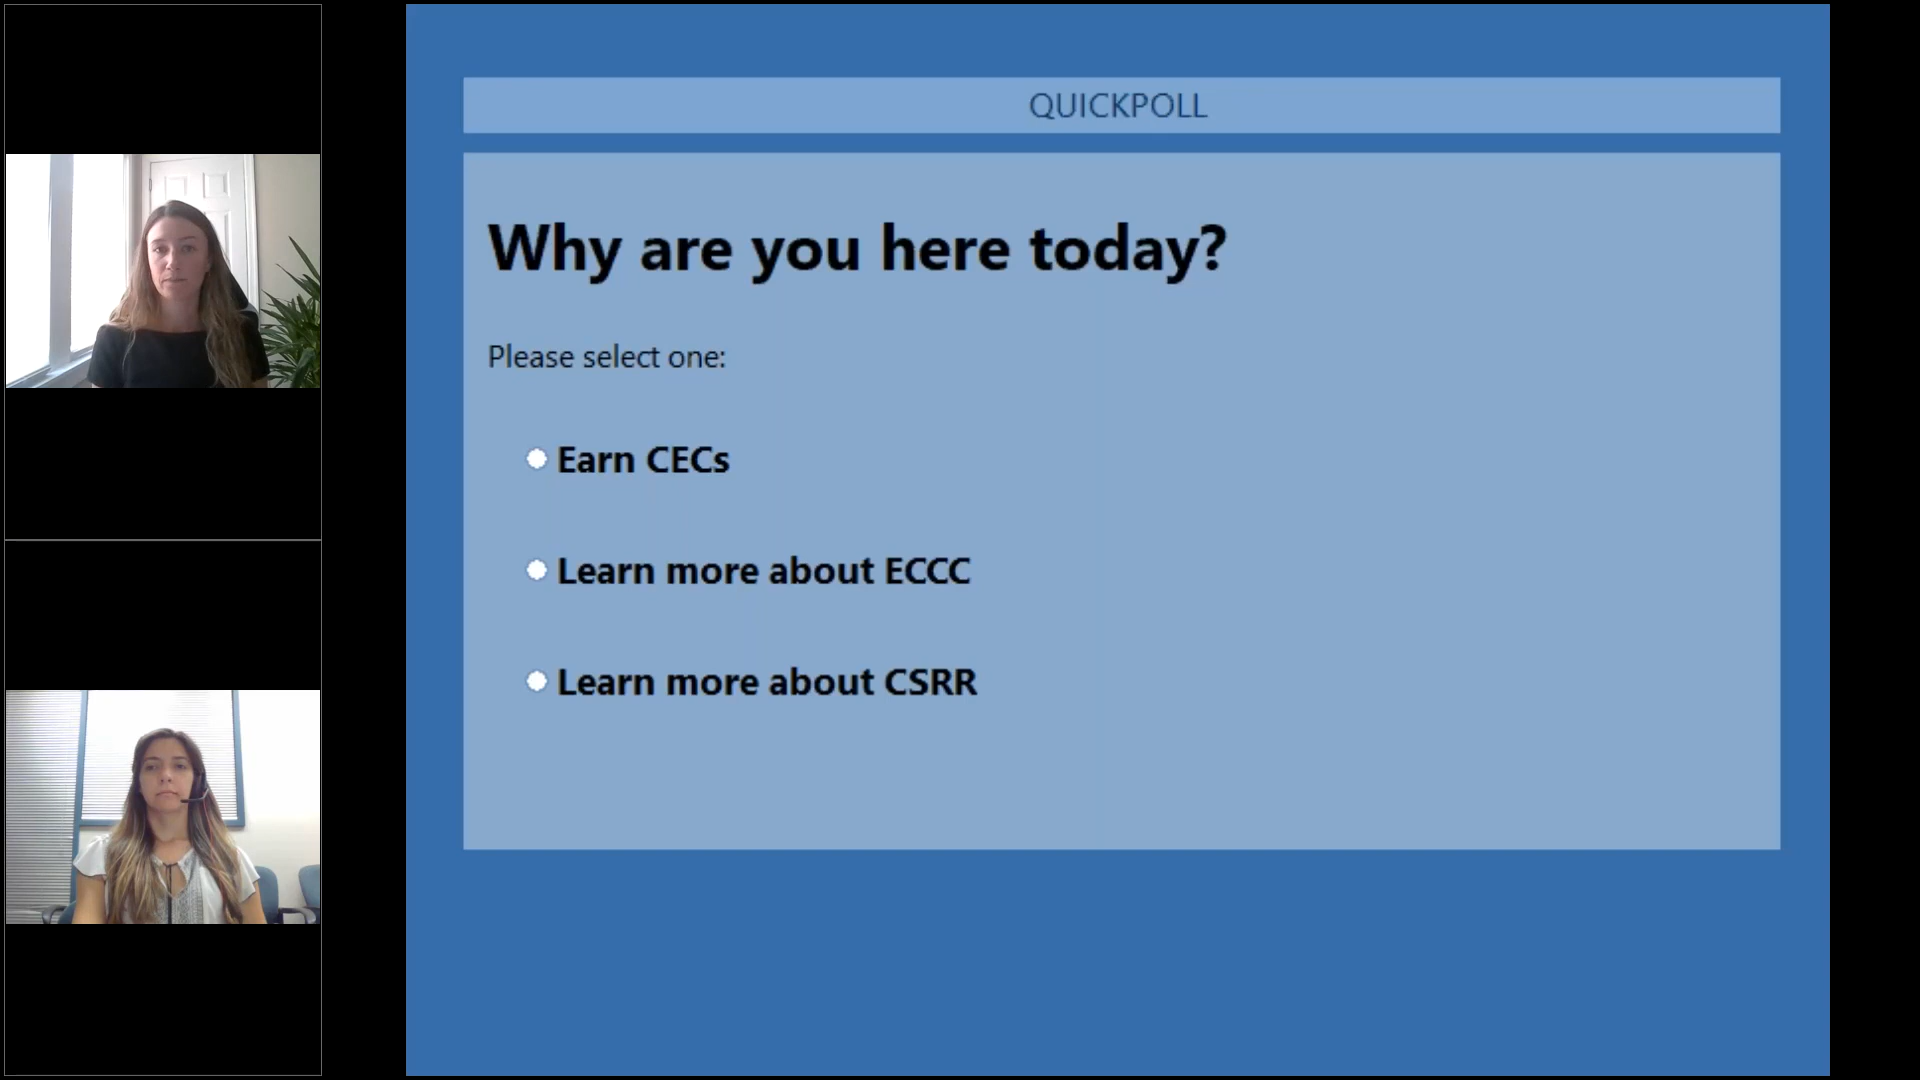 QUICKPOLL
Why are you here today?
Please select one:
Earn CECs
Learn more about ECCC
Learn more about CSRR